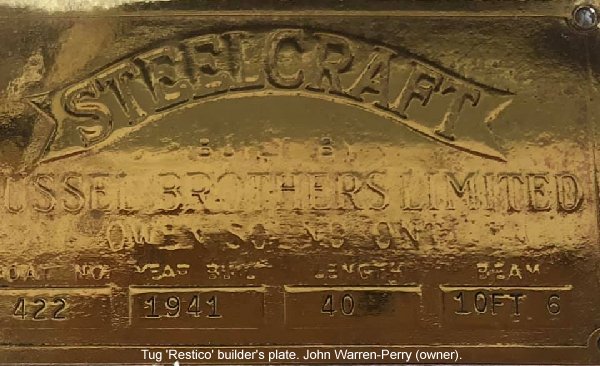 STEELCRAFT
BUILT BY
USSEL BROTHERS LIMITED
OWEN SOUND ONT
BOAT NO. YEAR BUILT LENGTH BEAM
422 1941 40 10FT 6
Tug 'Restico' builder's plate. John Warren-Perry (owner).